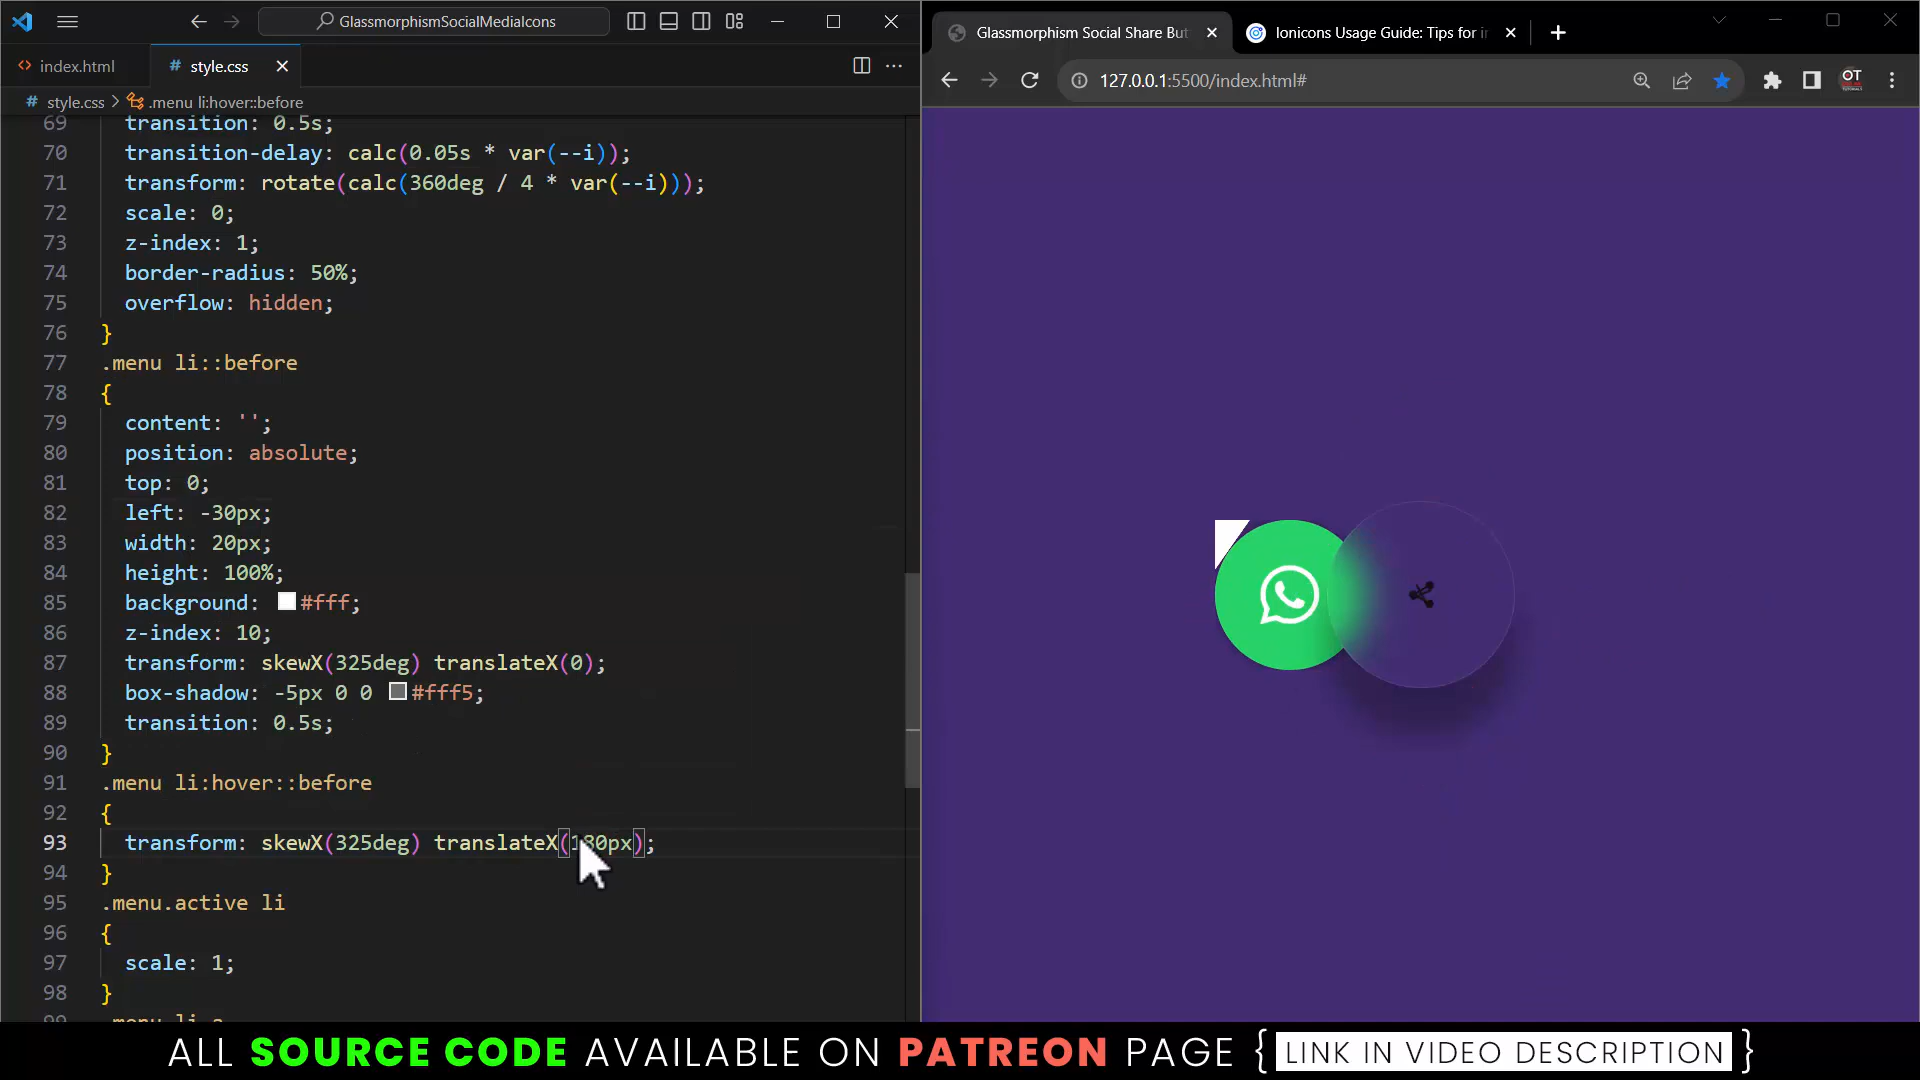 GlassmorphismSocialMediaIcons
index.html
# style.css
# style.css > .menu li:hover::before
69 transition: 0.5s;
70 transition-delay: calc(0.05s * var(--i));
71 transform: rotate(calc(360deg / 4 * var(--i)));
72 scale: 0;
73 z-index: 1;
74 border-radius: 50%;
75 overflow: hidden;
76 }
77 .menu li::before
78 {
79 content: '';
80 position: absolute;
81 top: 0;
82 left: -30px;
83 width: 20px;
84 height: 100%;
85 background: #fff;
86 z-index: 10;
87 transform: skewX(325deg) translateX(0);
88 box-shadow: -5px 0 0 #fff5;
89 transition: 0.5s;
90 }
91 .menu li:hover::before
92 {
93 transform: skewX(325deg) translateX(180px);
94 }
95 .menu.active li
96 {
97 scale: 1;
98 }
99 .menu li a
Glassmorphism Social Share But
Ionicons Usage Guide: Tips for in
127.0.0.1:5500/index.html#
OT
ALL SOURCE CODE AVAILABLE ON PATREON PAGE { LINK IN VIDEO DESCRIPTION }